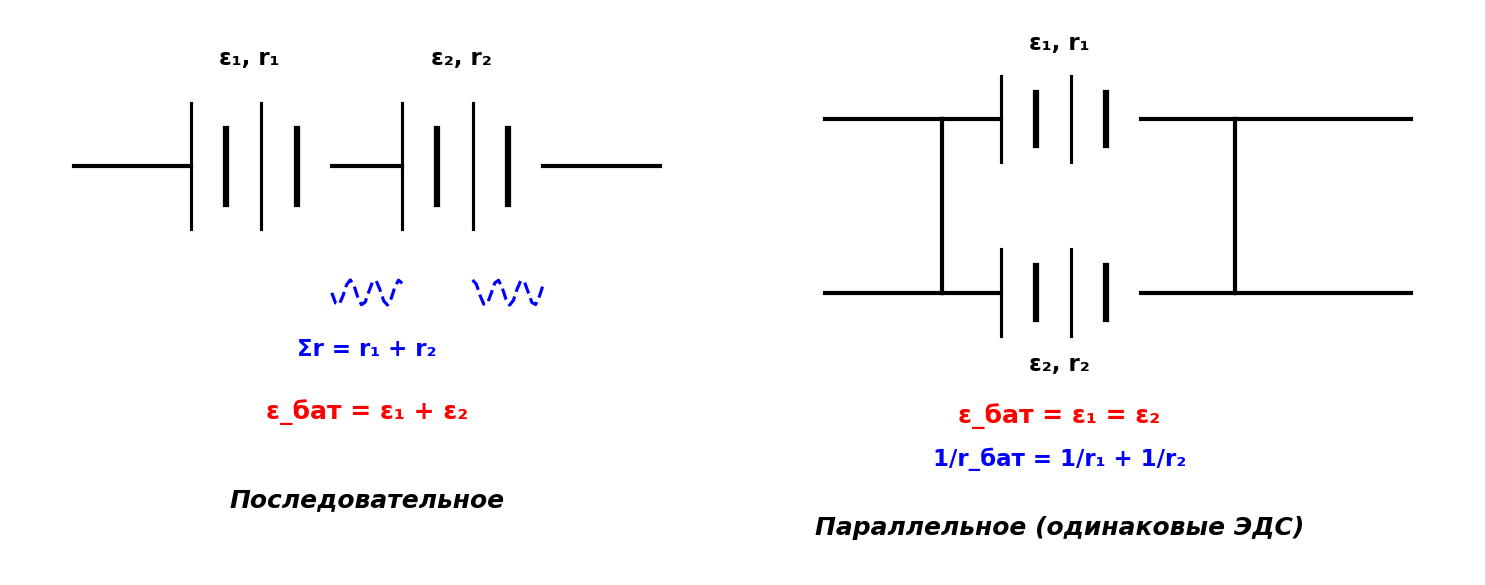 ε₁, r₁
ε₂, r₂
Σr = r₁ + r₂
ε_бат = ε₁ + ε₂
Последовательное
ε₁, r₁
ε₂, r₂
ε_бат = ε₁ = ε₂
1/r_бат = 1/r₁ + 1/r₂
Параллельное (одинаковые ЭДС)